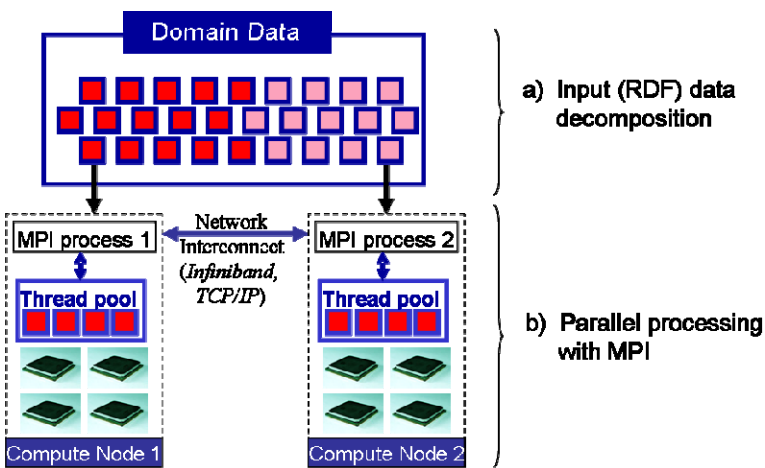 Domain Data
a) Input (RDF) data
decomposition
MPI process 1
Network
Interconnect
(Infiniband,
TCP/IP)
MPI process 2
Thread pool
Thread pool
b) Parallel processing
with MPI
Compute Node 1
Compute Node 2